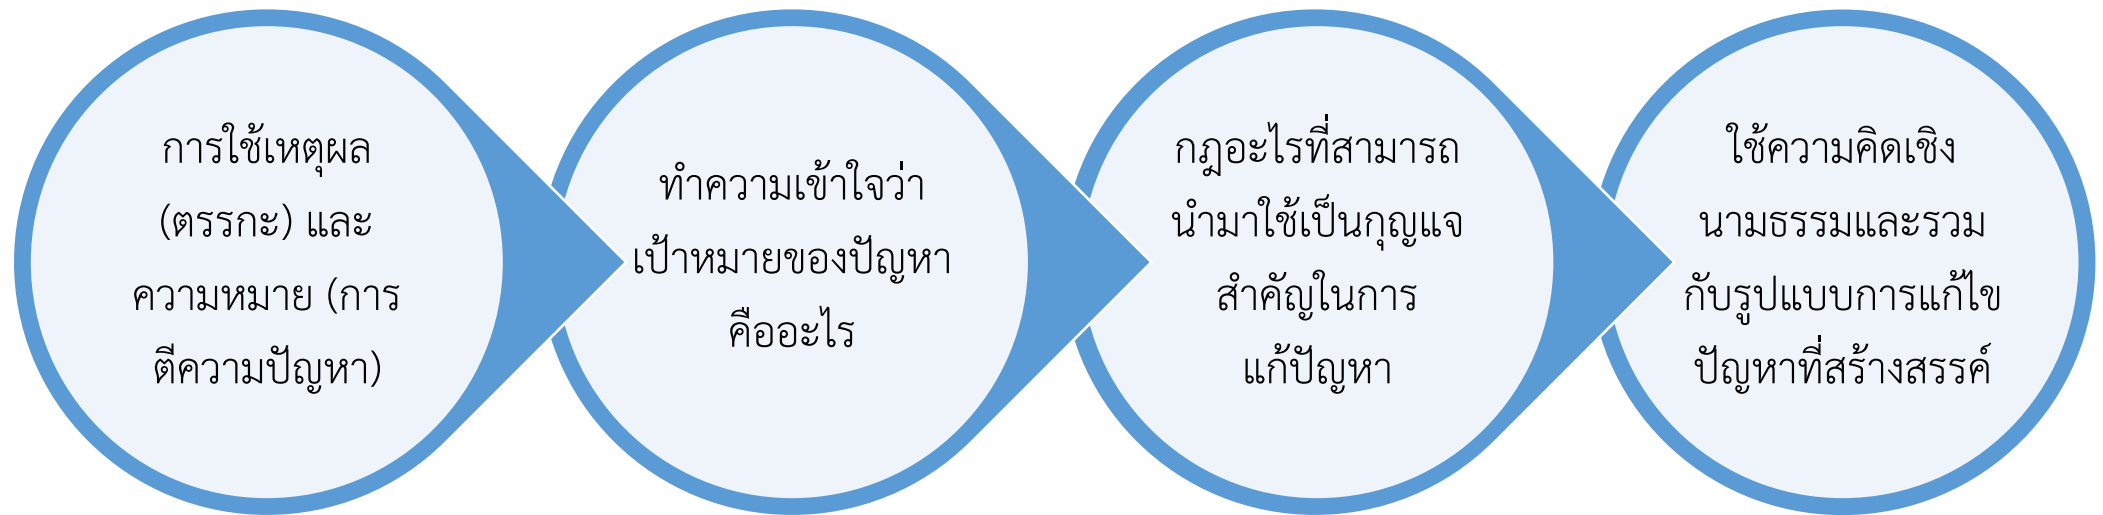 การใช้เหตุผล
(ตรรกะ) และ
ความหมาย (การ
ตีความปัญหา)
ทำความเข้าใจว่า
เป้าหมายของปัญหา
คืออะไร
กฎอะไรที่สามารถ
นำมาใช้เป็นกุญแจ
สำคัญในการ
แก้ปัญหา
ใช้ความคิดเชิง
นามธรรมและรวม
กับรูปแบบการแก้ไข
ปัญหาที่สร้างสรรค์